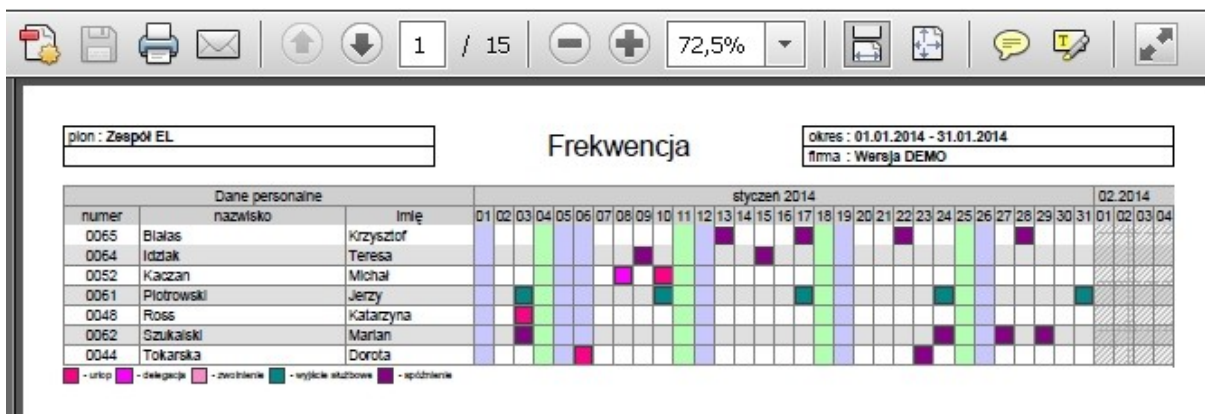 1 / 15 72,5%
pion : Zespół EL
Frekwencja
okres : 01.01.2014 - 31.01.2014
firma : Wersja DEMO
Dane personalne styczeń 2014 02.2014
numer nazwisko imię 01 02 03 04 05 06 07 08 09 10 11 12 13 14 15 16 17 18 19 20 21 22 23 24 25 26 27 28 29 30 31 01 02 03 04
0065 Białas Krzysztof
0064 Idziak Teresa
0052 Kaczan Michał
0061 Piotrowski Jerzy
0048 Ross Katarzyna
0062 Szukalski Marian
0044 Tokarska Dorota
- urlop - delegacja - zwolnienie - wyjście służbowe - spóźnienie